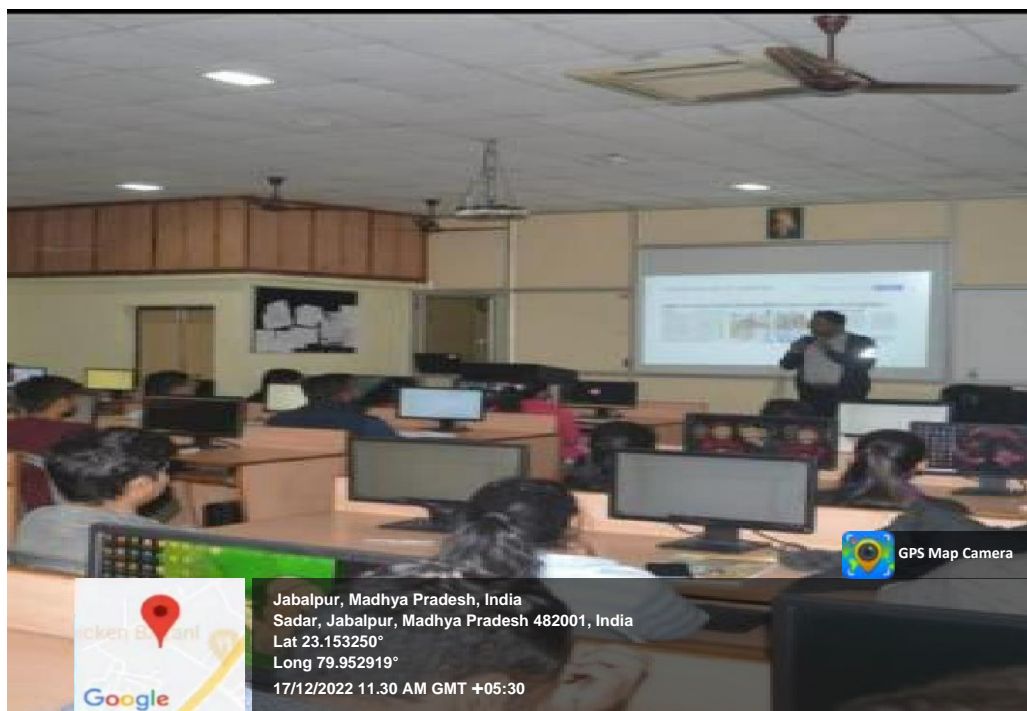 GPS Map Camera
Jabalpur, Madhya Pradesh, India
Sadar, Jabalpur, Madhya Pradesh 482001, India
Lat 23.153250°
Long 79.952919°
17/12/2022 11.30 AM GMT +05:30
Google